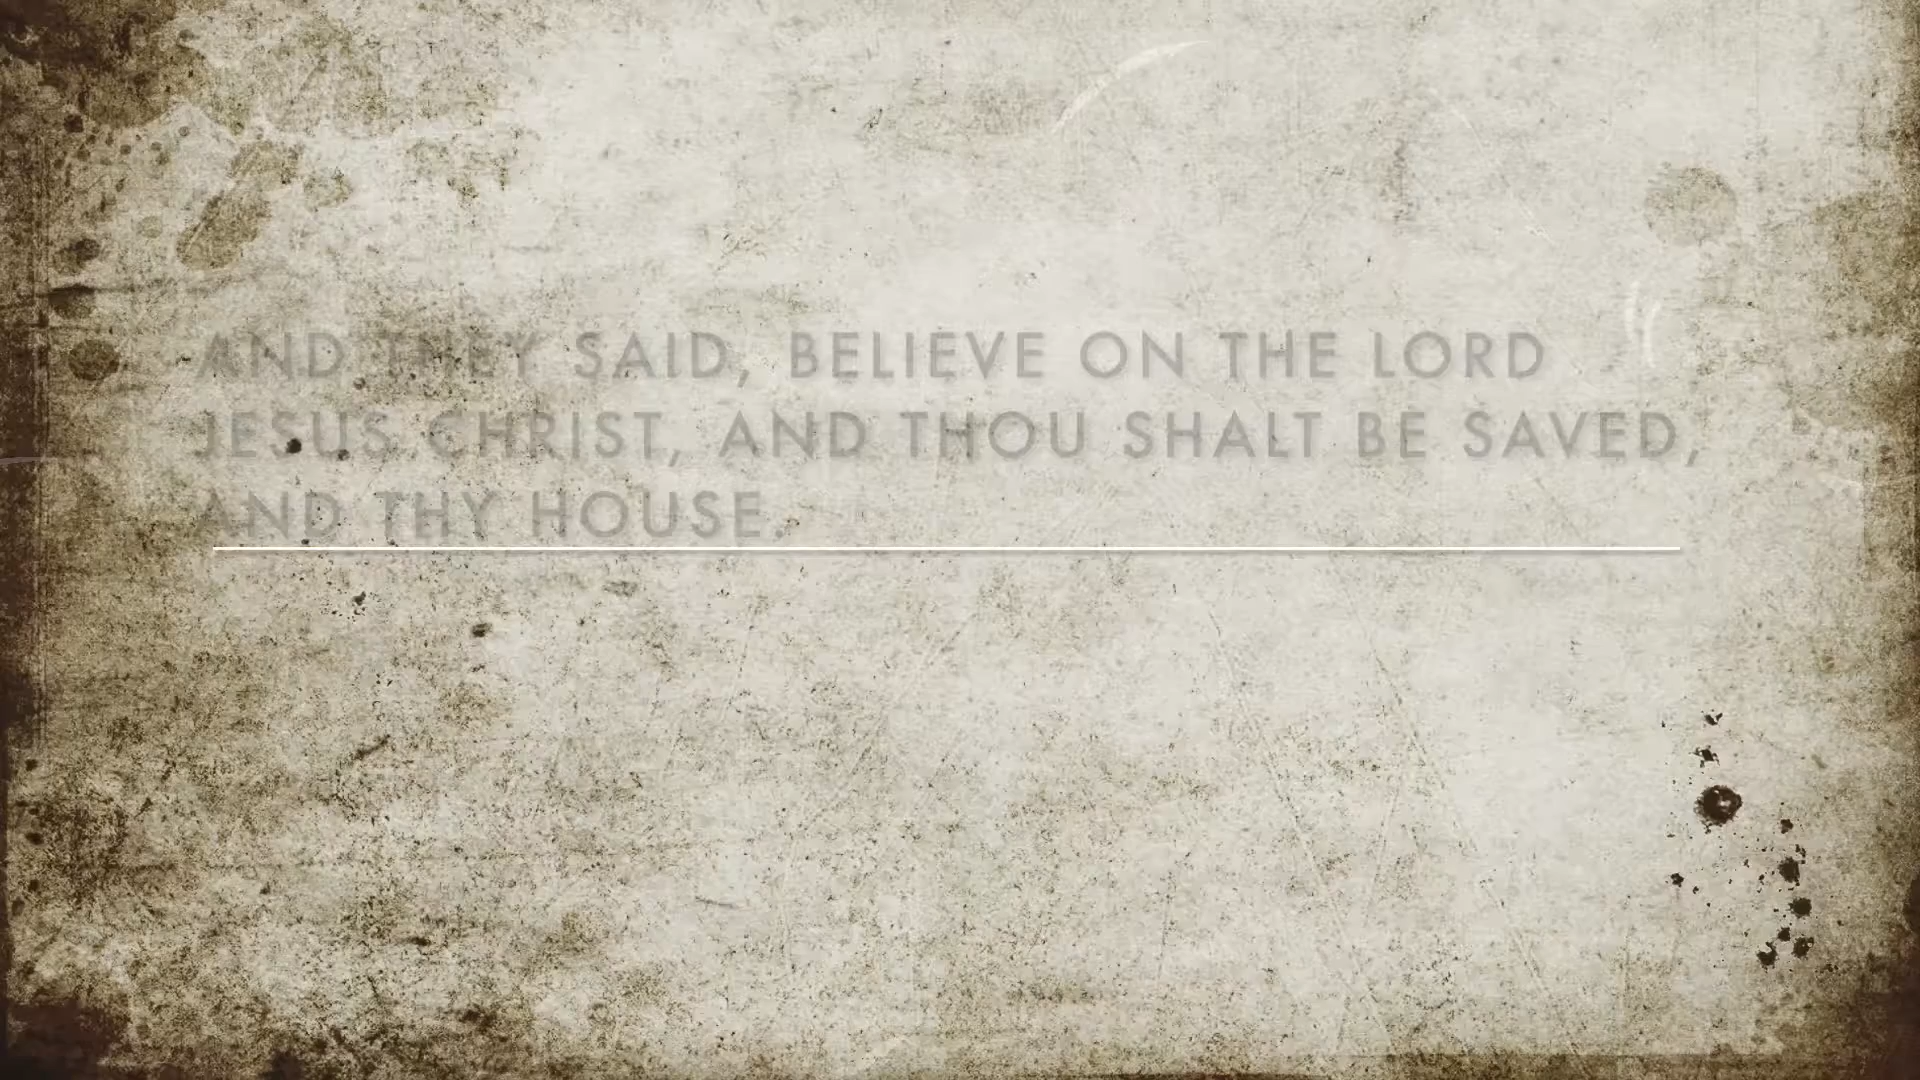 AND THEY SAID, BELIEVE ON THE LORD
JESUS CHRIST, AND THOU SHALT BE SAVED,
AND THY HOUSE.